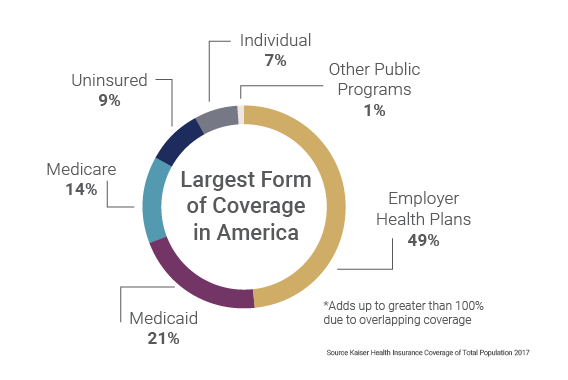 Individual
7%
Other Public
Programs
1%
Uninsured
9%
Medicare
14%
Largest Form
of Coverage
in America
Employer
Health Plans
49%
Medicaid
21%
*Adds up to greater than 100%
due to overlapping coverage
Source Kaiser Health Insurance Coverage of Total Population 2017